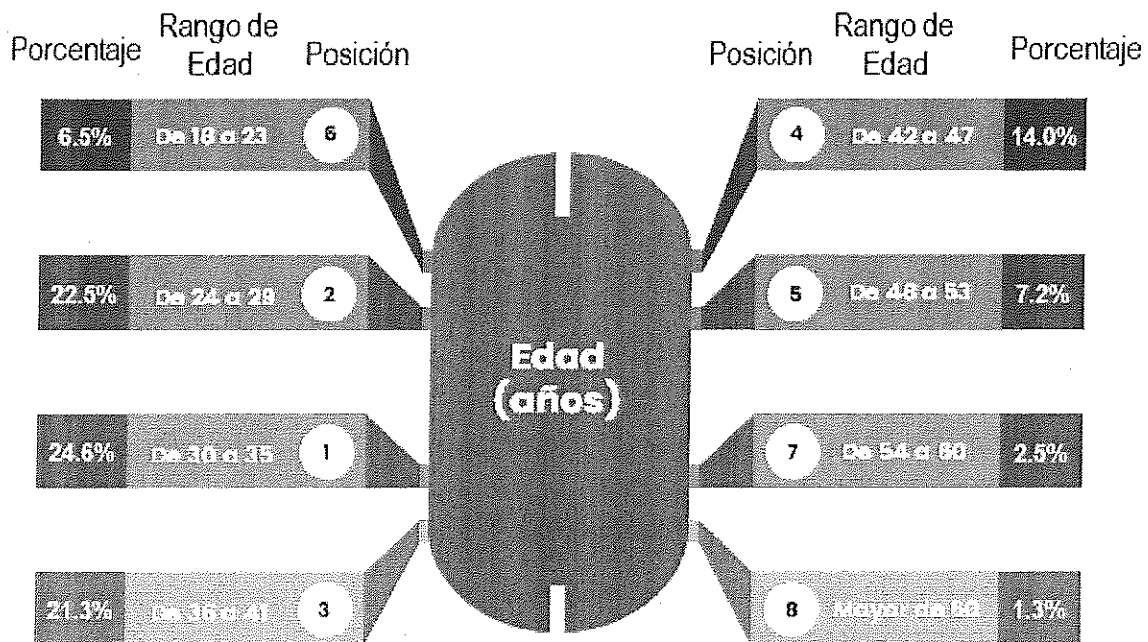 Porcentaje
Rango de
Edad
Posición
6.5% De 18 a 23 6
22.5% De 24 a 29 2
24.6% De 30 a 35 1
21.3% De 36 a 41 3
Edad
(años)
Posición
Rango de
Edad
Porcentaje
4 De 42 a 47 14.0%
5 De 48 a 53 7.2%
7 De 54 a 60 2.5%
8 Mayor de 60 1.3%